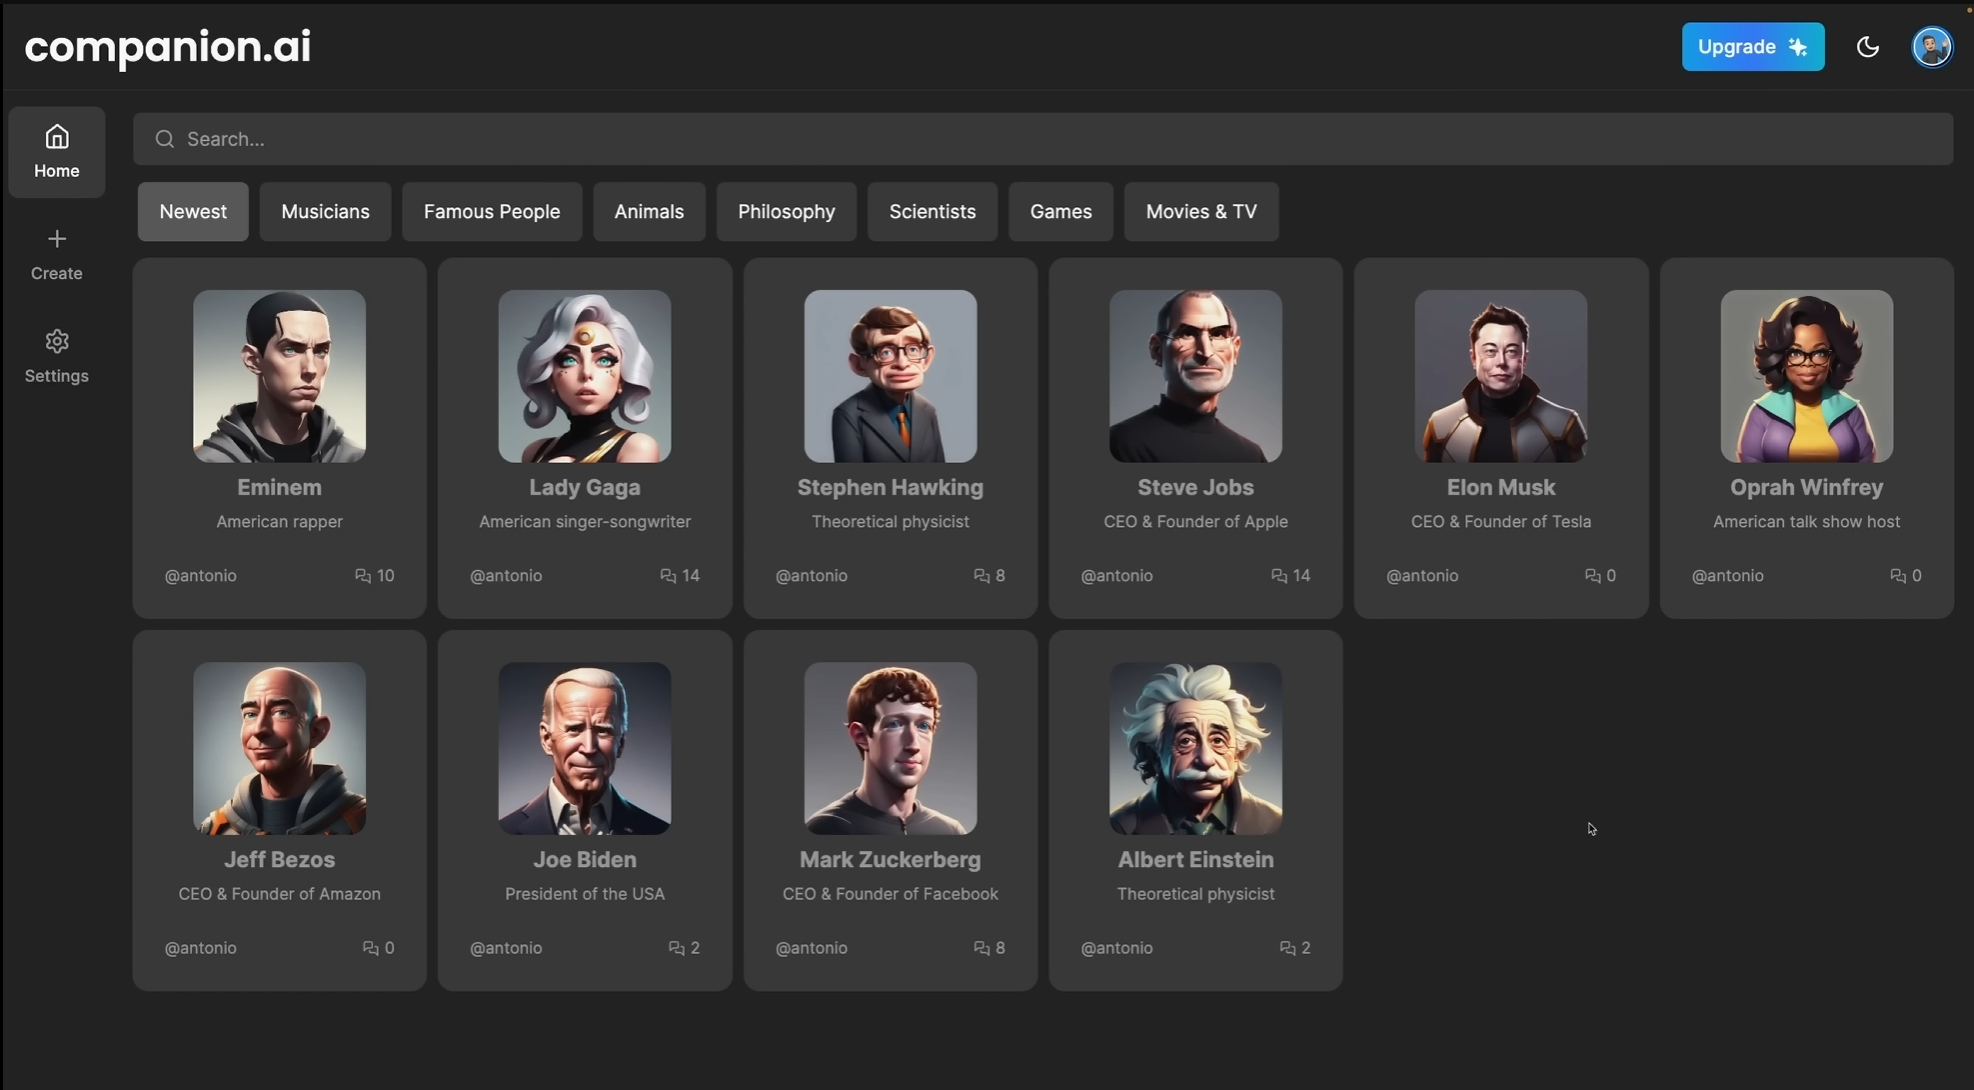 companion.ai
Upgrade
Home
Create
Settings
Search...
Newest
Musicians
Famous People
Animals
Philosophy
Scientists
Games
Movies & TV
Eminem
American rapper
@antonio
10
Lady Gaga
American singer-songwriter
@antonio
14
Stephen Hawking
Theoretical physicist
@antonio
8
Steve Jobs
CEO & Founder of Apple
@antonio
14
Elon Musk
CEO & Founder of Tesla
@antonio
0
Oprah Winfrey
American talk show host
@antonio
0
Jeff Bezos
CEO & Founder of Amazon
@antonio
0
Joe Biden
President of the USA
@antonio
2
Mark Zuckerberg
CEO & Founder of Facebook
@antonio
8
Albert Einstein
Theoretical physicist
@antonio
2